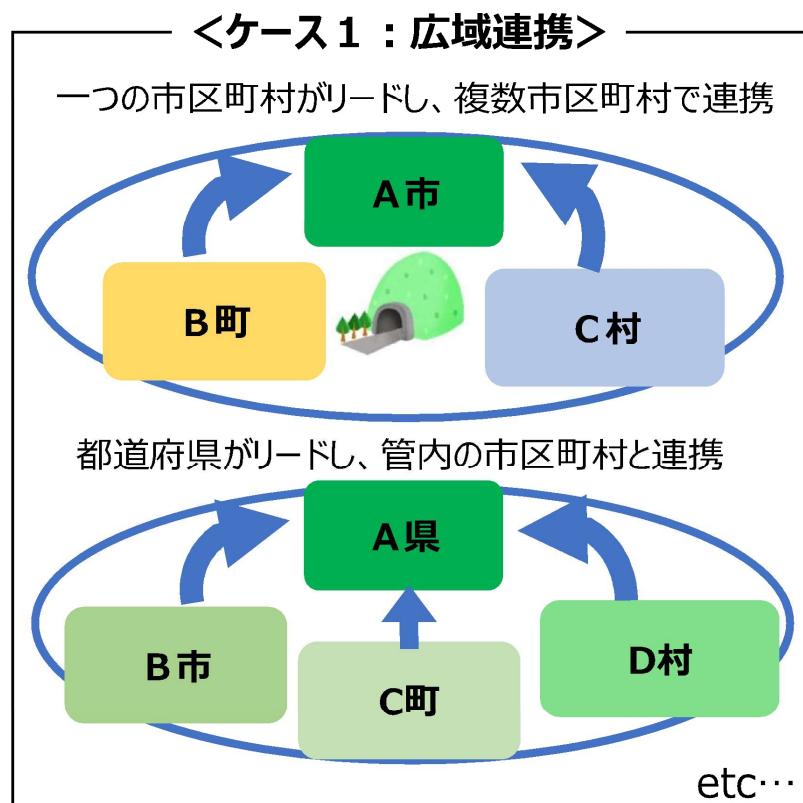 <ケース１：広域連携>
一つの市区町村がリードし、複数市区町村で連携
Ａ市
Ｂ町
Ｃ村
都道府県がリードし、管内の市区町村と連携
Ａ県
Ｂ市
Ｃ町
Ｄ村
etc…